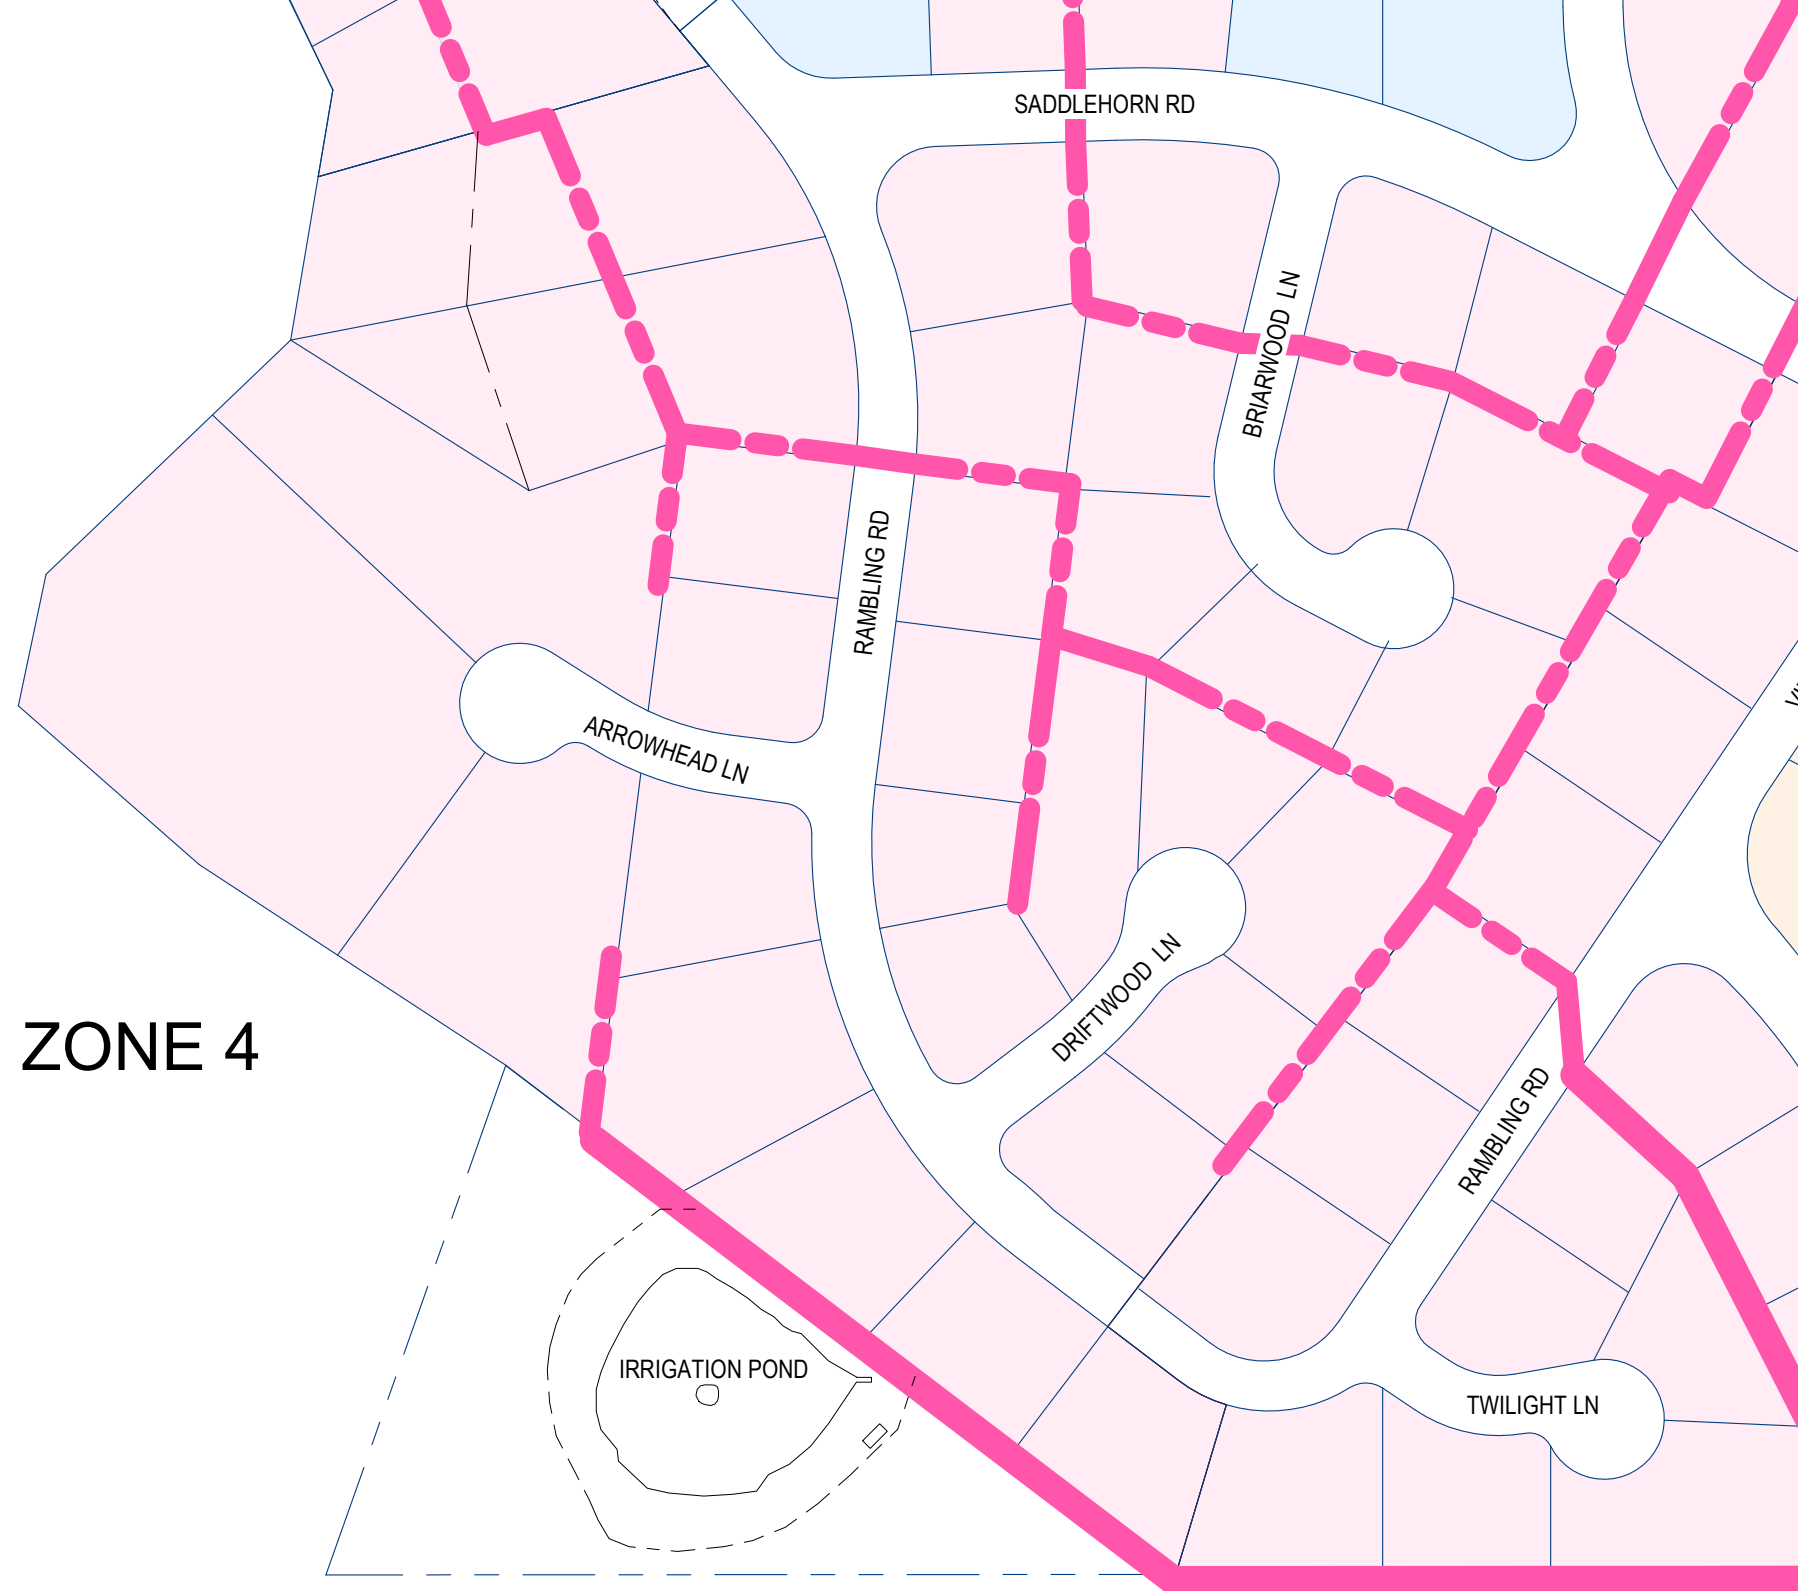 SADDLEHORN RD
BRIARWOOD LN
RAMBLING RD
ARROWHEAD LN
DRIFTWOOD LN
ZONE 4
RAMBLING RD
IRRIGATION POND
TWILIGHT LN